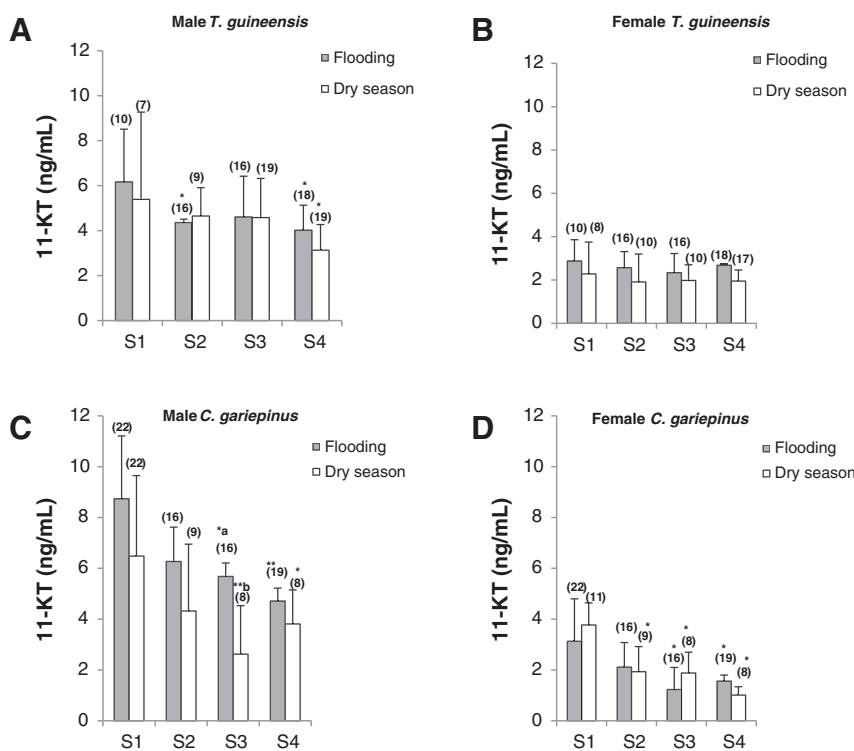 A
Male T. guineensis
Flooding
Dry season
11-KT (ng/mL)
12
10
8
6
4
2
0
(10)
(7)
*
(16)
(9)
(16)
(19)
*
(18)
*
(19)
S1 S2 S3 S4
B
Female T. guineensis
Flooding
Dry season
11-KT (ng/mL)
12
10
8
6
4
2
0
(10) (8)
(16) (10)
(16)
(10)
(18) (17)
S1 S2 S3 S4
C
Male C. gariepinus
Flooding
Dry season
11-KT (ng/mL)
12
10
8
6
4
2
0
(22)
(22)
(16)
(9)
*a
(16)
**b
(8)
**
(19)
*
(8)
S1 S2 S3 S4
D
Female C. gariepinus
Flooding
Dry season
11-KT (ng/mL)
12
10
8
6
4
2
0
(22)
(11)
(16)
*
(9)
*
(16)
*
(8)
*
(19)
*
(8)
S1 S2 S3 S4